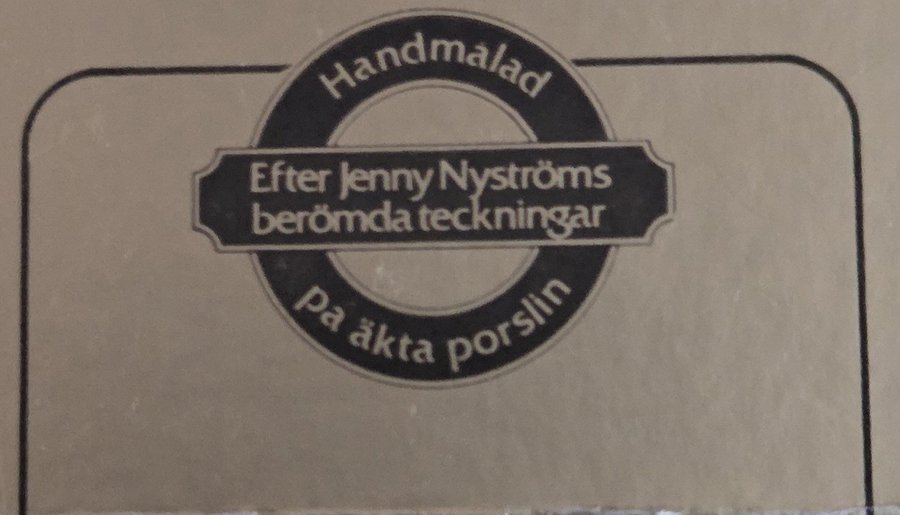 Handmålad
Efter Jenny Nyströms
berömda teckningar
på äkta porslin